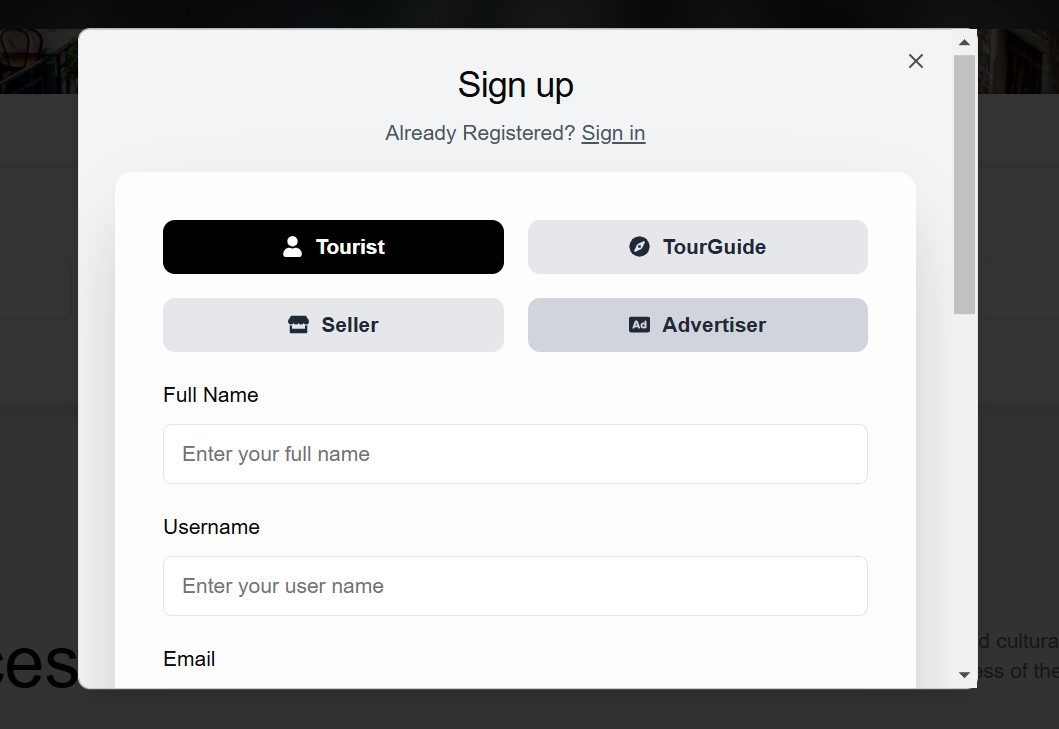 Sign up
Already Registered? Sign in
Tourist
TourGuide
Seller
Ad Advertiser
Full Name
Enter your full name
Username
Enter your user name
Email
ces
d cultura
ess of the